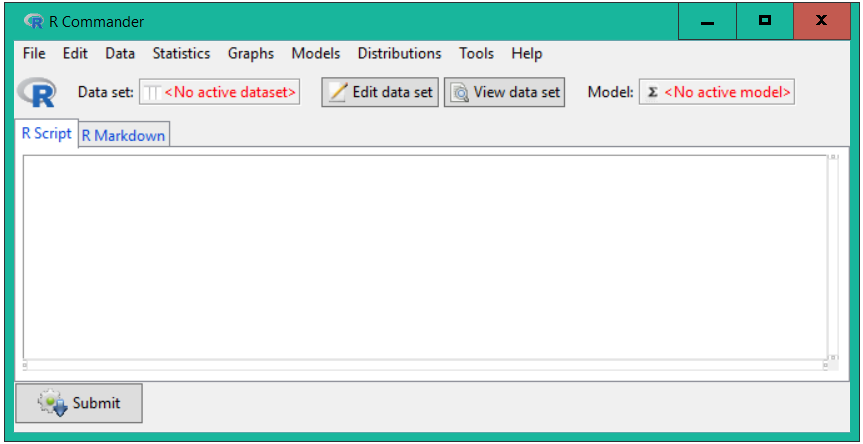 R R Commander
File Edit Data Statistics Graphs Models Distributions Tools Help
R Data set: <No active dataset> Edit data set View data set Model: Σ <No active model>
R Script R Markdown
Submit